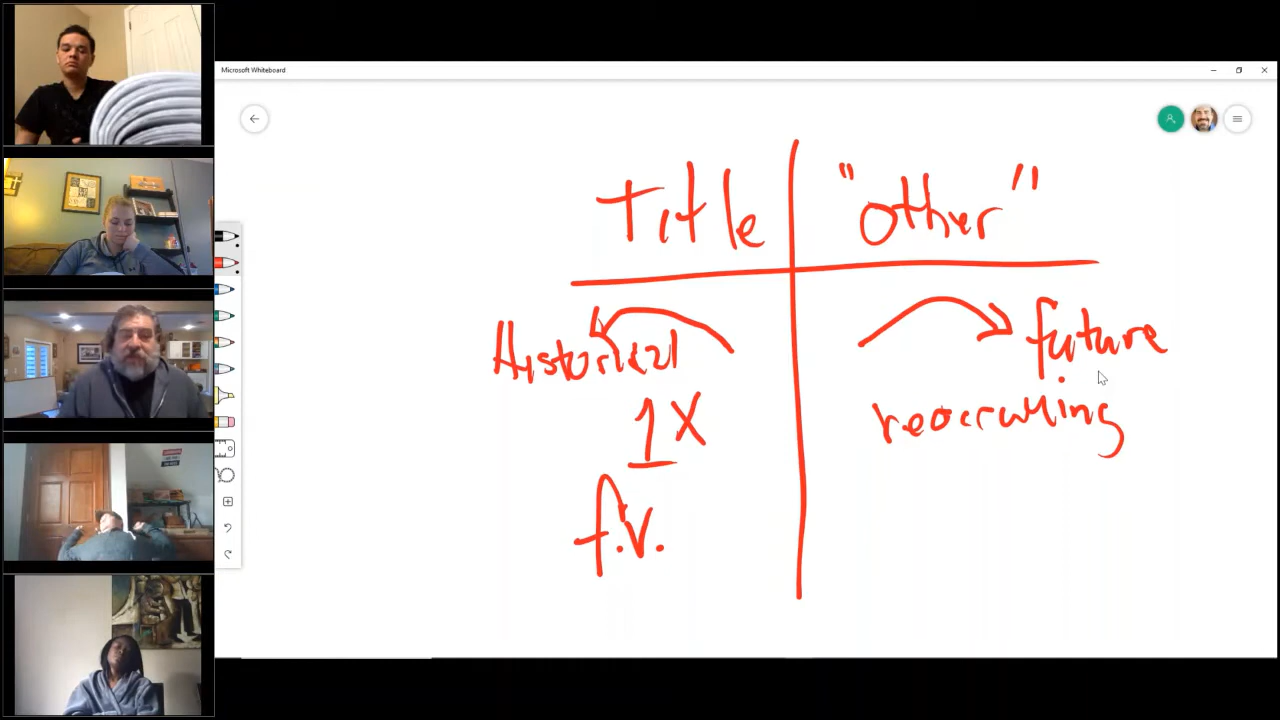 Microsoft Whiteboard
Title "Other"
Historical future
1X reoccurring
f.v.